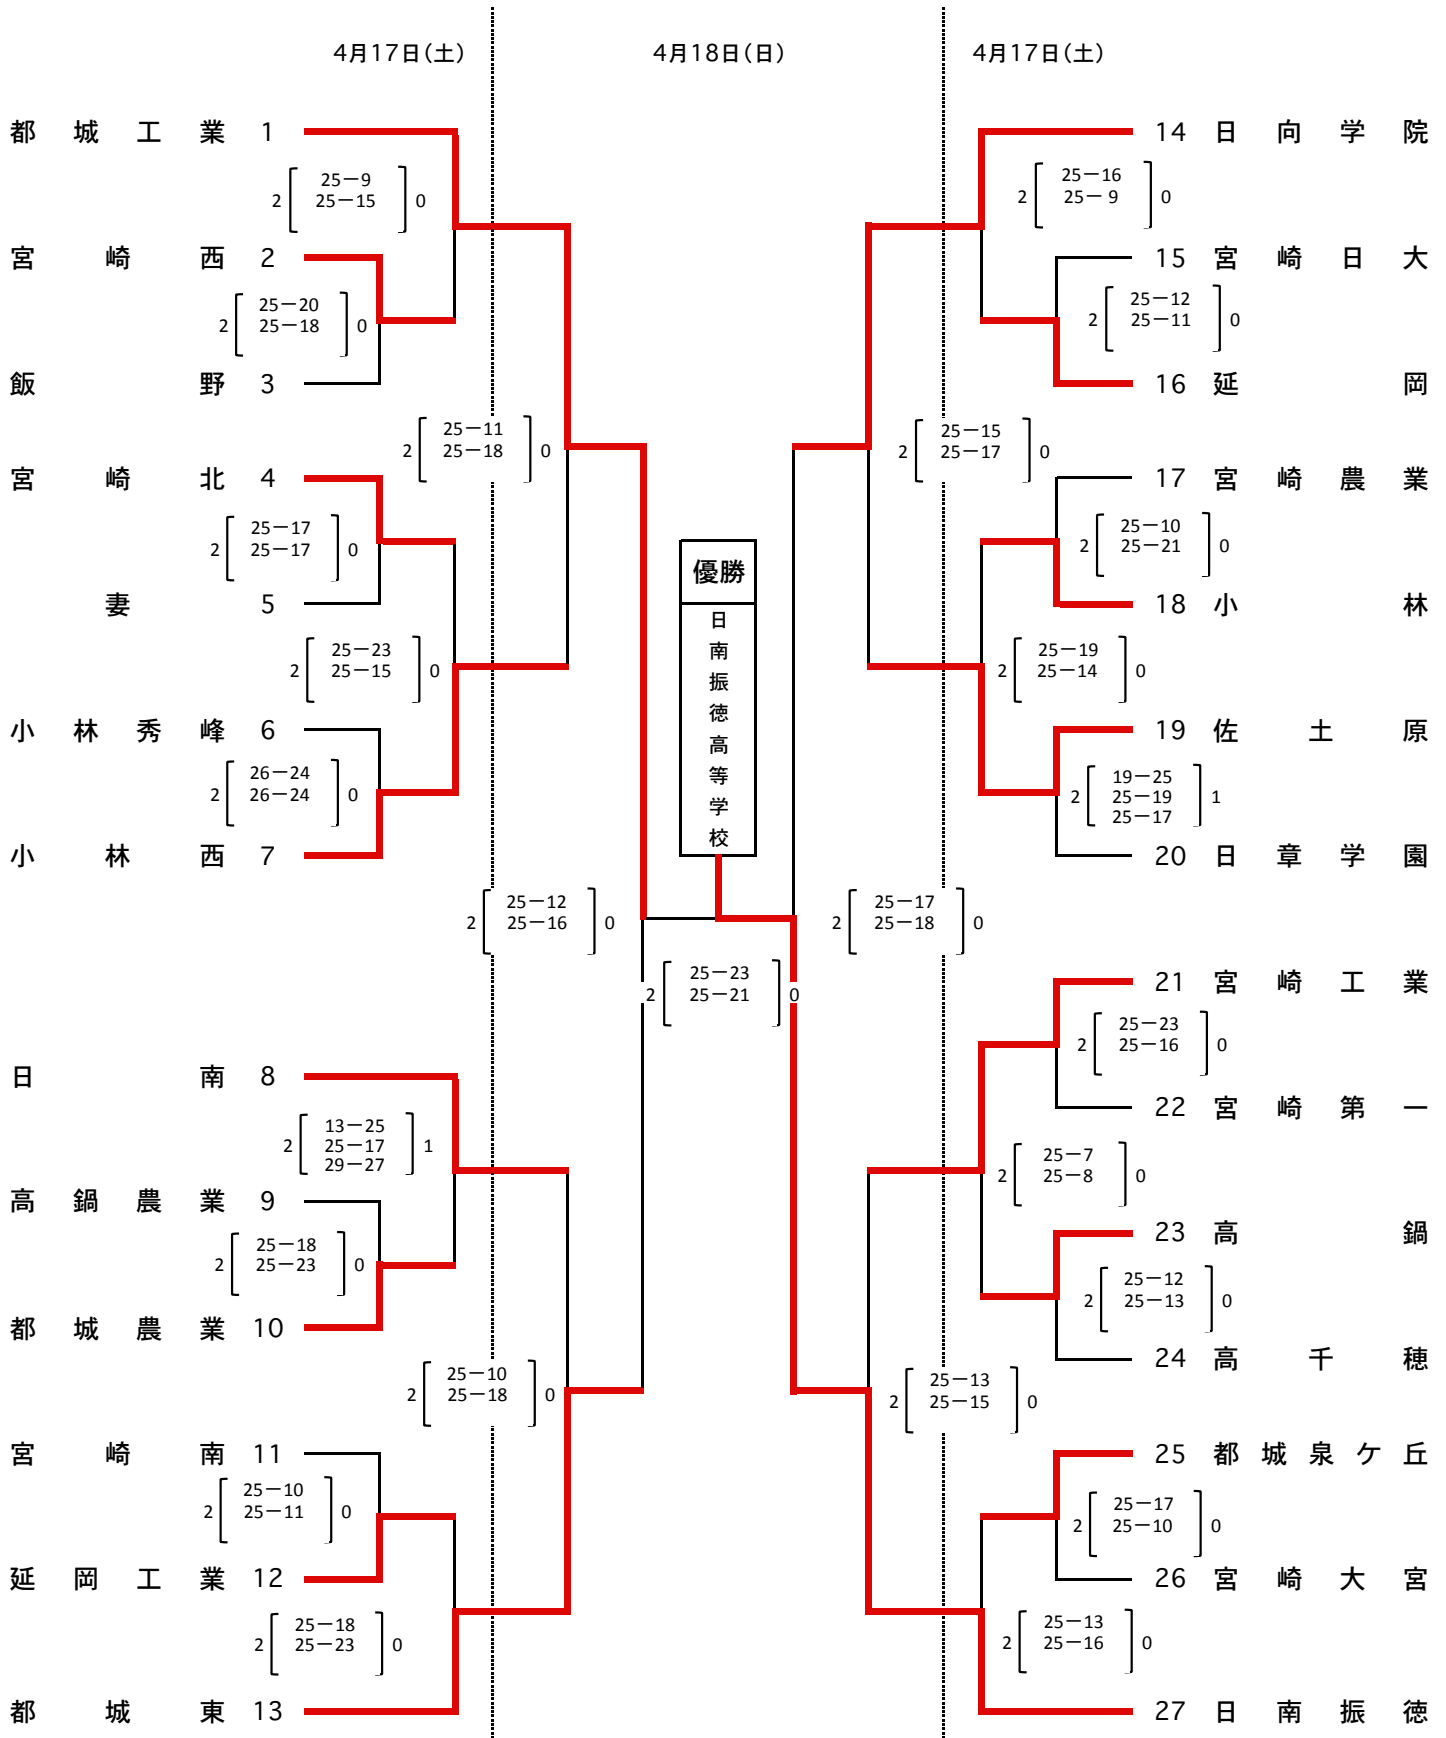 4月17日(土)
4月18日(日)
4月17日(土)
都城工業 1
2 25－9 0
25－15
宮崎西 2
2 25－20 0
25－18
飯野 3
2 25－11 0
25－18
宮崎北 4
2 25－17 0
25－17
妻 5
2 25－23 0
25－15
小林秀峰 6
2 26－24 0
26－24
小林西 7
2 25－12 0
25－16
日南 8
2 13－25 1
25－17
29－27
高鍋農業 9
2 25－18 0
25－23
都城農業 10
2 25－10 0
25－18
宮崎南 11
2 25－10 0
25－11
延岡工業 12
2 25－18 0
25－23
都城東 13
優勝
日南振徳高等学校
2 25－23 0
25－21
14 日向学院
2 25－16 0
25－ 9
15 宮崎日大
2 25－12 0
25－11
16 延岡
2 25－15 0
25－17
17 宮崎農業
2 25－10 0
25－21
18 小林
2 25－19 0
25－14
19 佐土原
2 19－25 1
25－19
25－17
20 日章学園
2 25－17 0
25－18
21 宮崎工業
2 25－23 0
25－16
22 宮崎第一
2 25－7 0
25－8
23 高鍋
2 25－12 0
25－13
24 高千穂
2 25－13 0
25－15
25 都城泉ケ丘
2 25－17 0
25－10
26 宮崎大宮
2 25－13 0
25－16
27 日南振徳